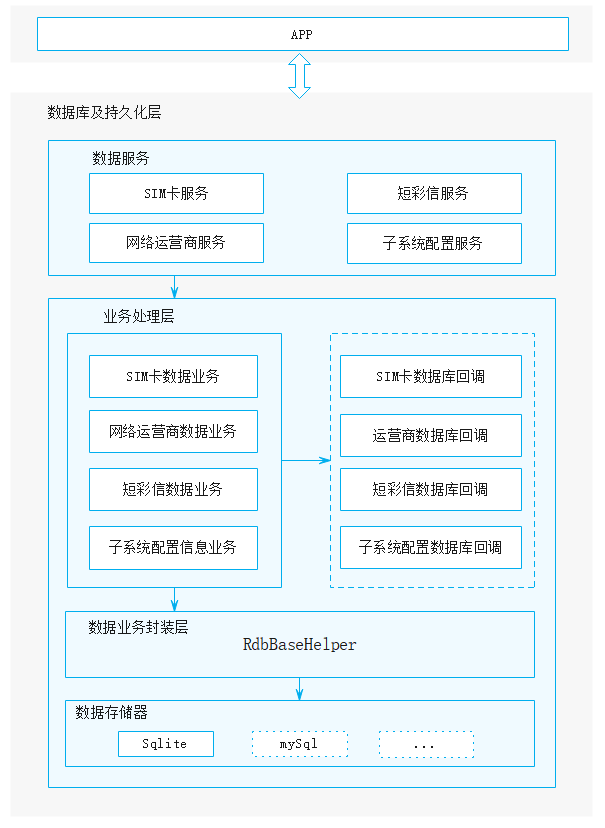 APP
数据库及持久化层
数据服务
SIM卡服务
短彩信服务
网络运营商服务
子系统配置服务
业务处理层
SIM卡数据业务
SIM卡数据库回调
网络运营商数据业务
运营商数据库回调
短彩信数据业务
短彩信数据库回调
子系统配置信息业务
子系统配置数据库回调
数据业务封装层
RdbBaseHelper
数据存储器
Sqlite
mySql
...